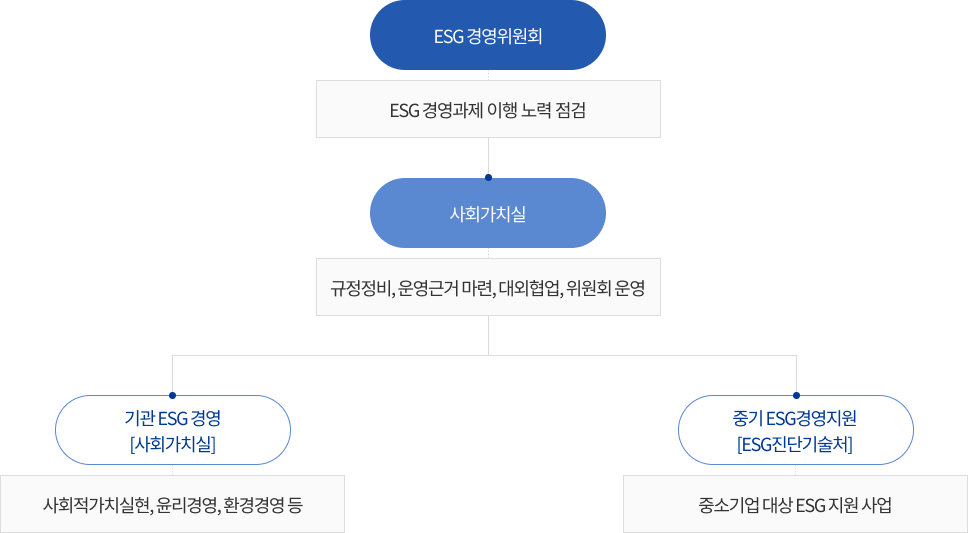 ESG 경영위원회
ESG 경영과제 이행 노력 점검
사회가치실
규정정비, 운영근거 마련, 대외협업, 위원회 운영
기관 ESG 경영
[사회가치실]
사회적가치실현, 윤리경영, 환경경영 등
중기 ESG경영지원
[ESG진단기술처]
중소기업 대상 ESG 지원 사업